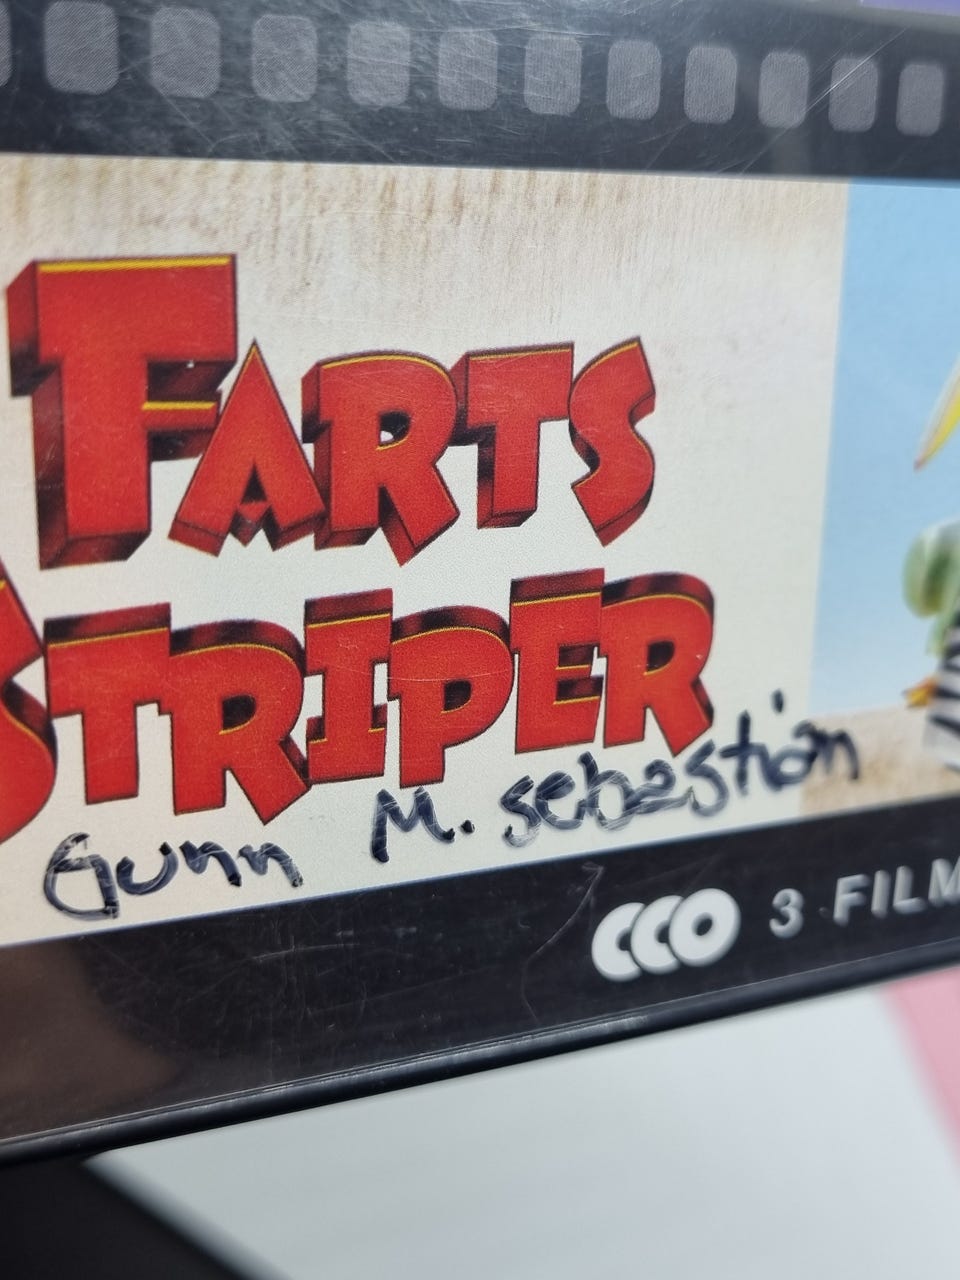 FARTS
STRIPER
Gunn M. sebastian
CCO 3 FILM